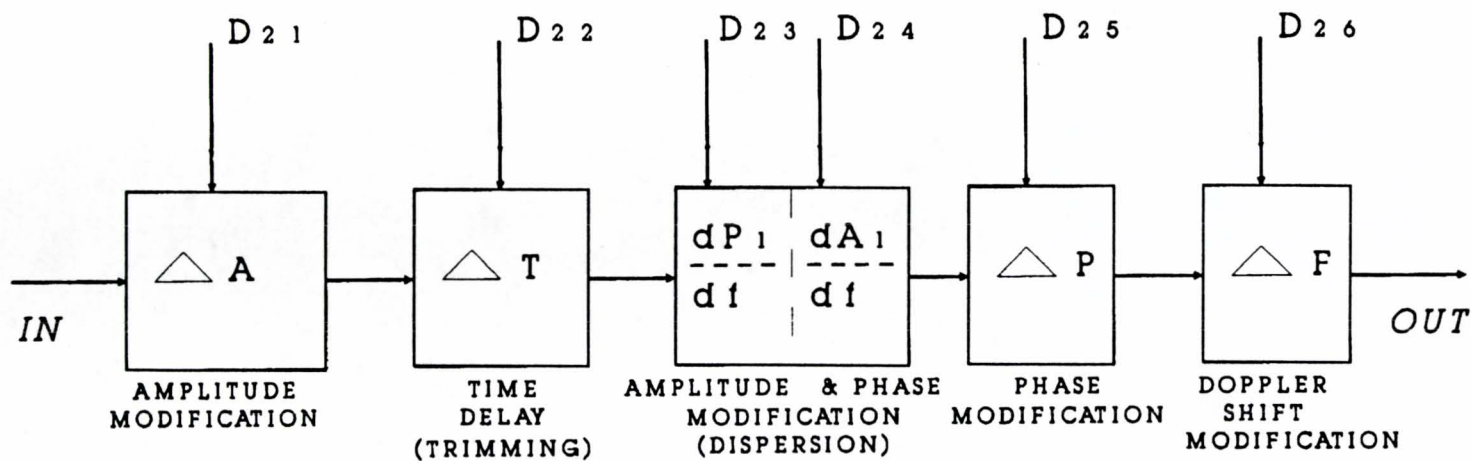 D21 D22 D23 D24 D25 D26
△ A
△ T
dP1
df
dA1
df
△ P
△ F
IN
OUT
AMPLITUDE
MODIFICATION
TIME
DELAY
(TRIMMING)
AMPLITUDE & PHASE
MODIFICATION
(DISPERSION)
PHASE
MODIFICATION
DOPPLER
SHIFT
MODIFICATION